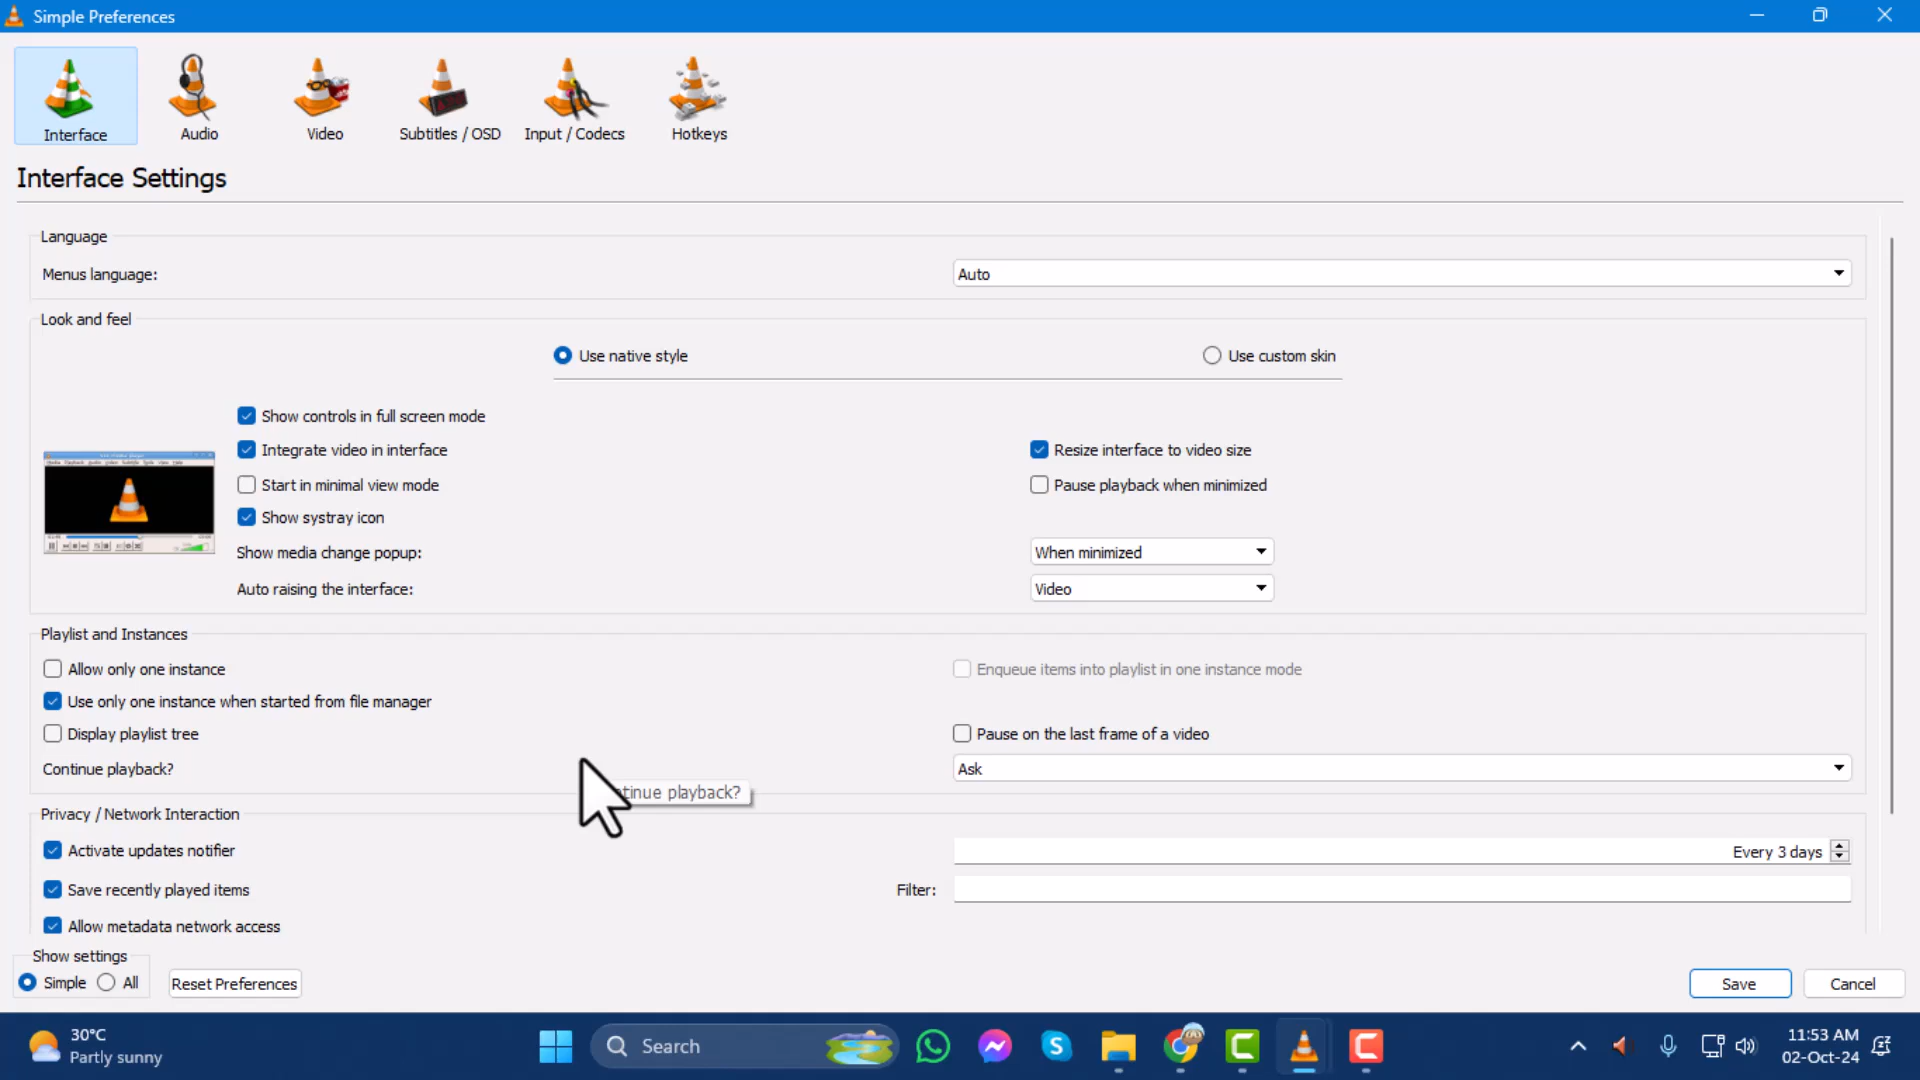 Simple Preferences
Interface
Audio
Video
Subtitles / OSD
Input / Codecs
Hotkeys
Interface Settings
Language
Menus language:
Auto
Look and feel
Use native style
Use custom skin
Show controls in full screen mode
Integrate video in interface
Resize interface to video size
Start in minimal view mode
Pause playback when minimized
Show systray icon
Show media change popup:
When minimized
Auto raising the interface:
Video
Playlist and Instances
Allow only one instance
Enqueue items into playlist in one instance mode
Use only one instance when started from file manager
Display playlist tree
Pause on the last frame of a video
Continue playback?
Ask
tinue playback?
Privacy / Network Interaction
Activate updates notifier
Every 3 days
Save recently played items
Filter:
Allow metadata network access
Show settings
Simple
All
Reset Preferences
Save
Cancel
30°C
Partly sunny
Search
11:53 AM
02-Oct-24